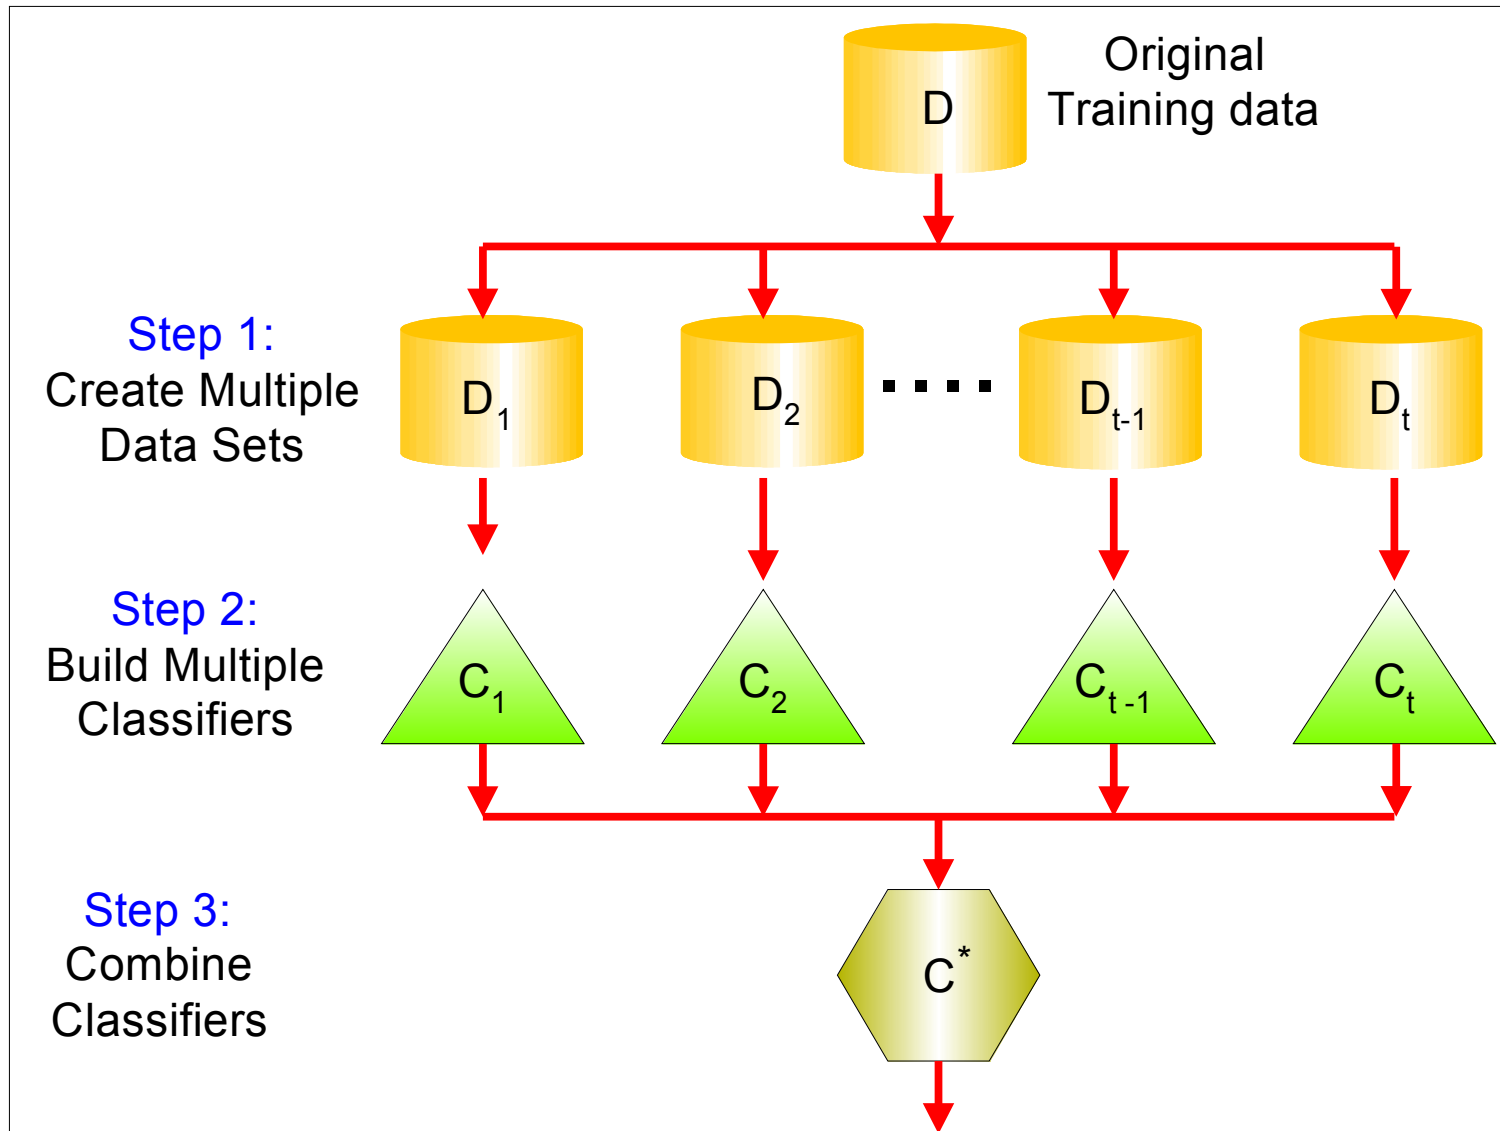 Original
Training data
D
Step 1:
Create Multiple
Data Sets
D1
D2
....
Dt-1
Dt
Step 2:
Build Multiple
Classifiers
C1
C2
Ct -1
Ct
Step 3:
Combine
Classifiers
C*